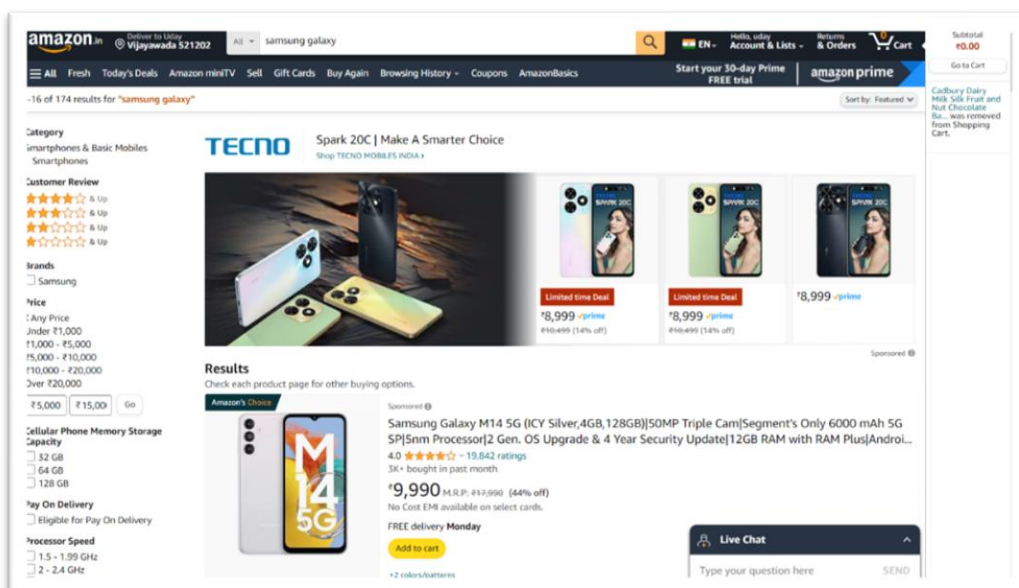 amazon.in
Deliver to Uday
Vijayawada 521202
All
samsung galaxy
EN
Hello, uday
Account & Lists
Returns
& Orders
0
Cart
Subtotal
₹0.00
Go to Cart
All Fresh Today's Deals Amazon miniTV Sell Gift Cards Buy Again Browsing History Coupons AmazonBasics
Start your 30-day Prime
FREE trial
amazon prime
-16 of 174 results for "samsung galaxy"
Sort by: Featured
Cadbury Dairy
Milk Silk Fruit and
Nut Chocolate
Ba... was removed
from Shopping
Cart.
Category
Smartphones & Basic Mobiles
Smartphones
Customer Review
& Up
& Up
& Up
& Up
Brands
Samsung
Price
Any Price
Under ₹1,000
₹1,000 - ₹5,000
₹5,000 - ₹10,000
₹10,000 - ₹20,000
Over ₹20,000
₹5,000 ₹15,00 Go
Cellular Phone Memory Storage
Capacity
32 GB
64 GB
128 GB
Pay On Delivery
Eligible for Pay On Delivery
Processor Speed
1.5 - 1.99 GHz
2 - 2.4 GHz
TECNO
Spark 20C | Make A Smarter Choice
Shop TECNO MOBILES INDIA ›
SPARK 20C
SPARK 20C
SPARK 20C
Limited time Deal
₹8,999 prime
₹10,499 (14% off)
Limited time Deal
₹8,999 prime
₹10,499 (14% off)
₹8,999 prime
Sponsored
Results
Check each product page for other buying options.
Amazon's Choice
M
14
5G
Sponsored
Samsung Galaxy M14 5G (ICY Silver,4GB,128GB)|50MP Triple Cam|Segment's Only 6000 mAh 5G
SP|5nm Processor|2 Gen. OS Upgrade & 4 Year Security Update|12GB RAM with RAM Plus|Androi...
4.0 19,842 ratings
3K+ bought in past month
₹9,990 M.R.P: ₹17,990 (44% off)
No Cost EMI available on select cards.
FREE delivery Monday
Add to cart
+2 colors/patterns
Live Chat
Type your question here SEND